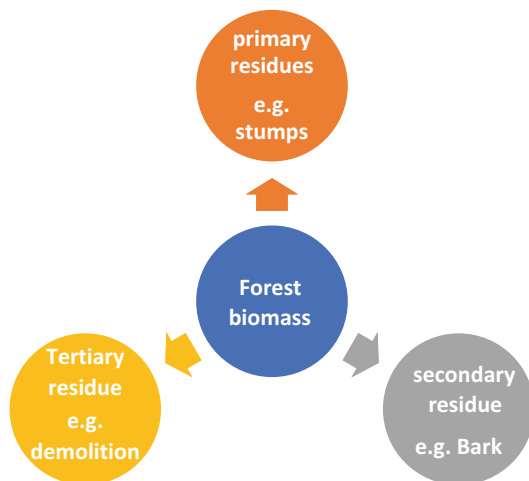 primary
residues
e.g.
stumps
Forest
biomass
Tertiary
residue
e.g.
demolition
secondary
residue
e.g. Bark